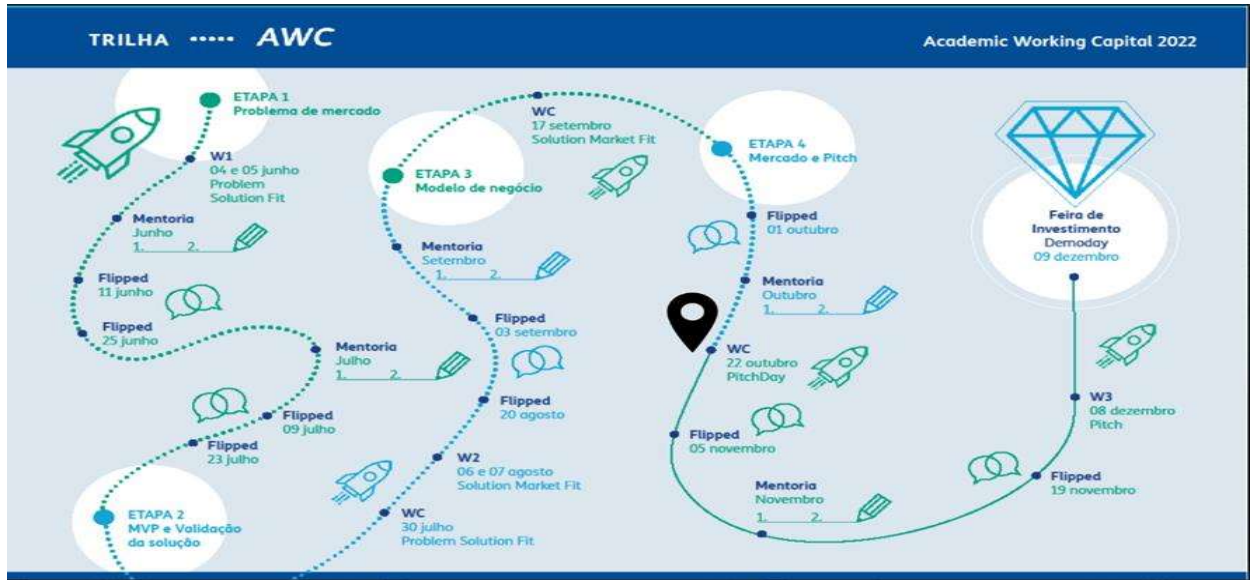 TRILHA ••••• AWC
Academic Working Capital 2022
ETAPA 1
Problema de mercado
W1
04 e 05 junho
Problem
Solution Fit
Mentoria
Junho
1. 2.
Flipped
11 junho
Flipped
25 junho
Mentoria
Julho
1. 2.
Flipped
09 julho
Flipped
23 julho
ETAPA 2
MVP e Validação
da solução
WC
30 julho
Problem Solution Fit
W2
06 e 07 agosto
Solution Market Fit
Flipped
20 agosto
Flipped
03 setembro
Mentoria
Setembro
1. 2.
ETAPA 3
Modelo de negócio
WC
17 setembro
Solution Market Fit
ETAPA 4
Mercado e Pitch
Flipped
01 outubro
Mentoria
Outubro
1. 2.
WC
22 outubro
PitchDay
Flipped
05 novembro
Mentoria
Novembro
1. 2.
Flipped
19 novembro
W3
08 dezembro
Pitch
Feira de
Investimento
Demoday
09 dezembro